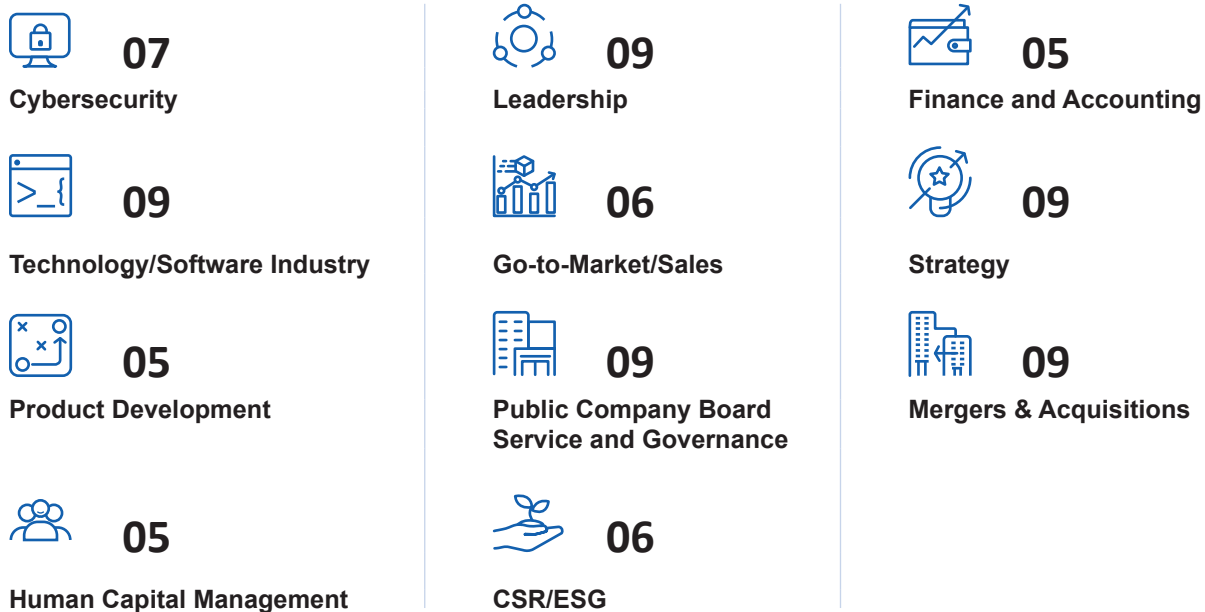 07
Cybersecurity
09
Technology/Software Industry
05
Product Development
05
Human Capital Management
09
Leadership
06
Go-to-Market/Sales
09
Public Company Board
Service and Governance
06
CSR/ESG
05
Finance and Accounting
09
Strategy
09
Mergers & Acquisitions